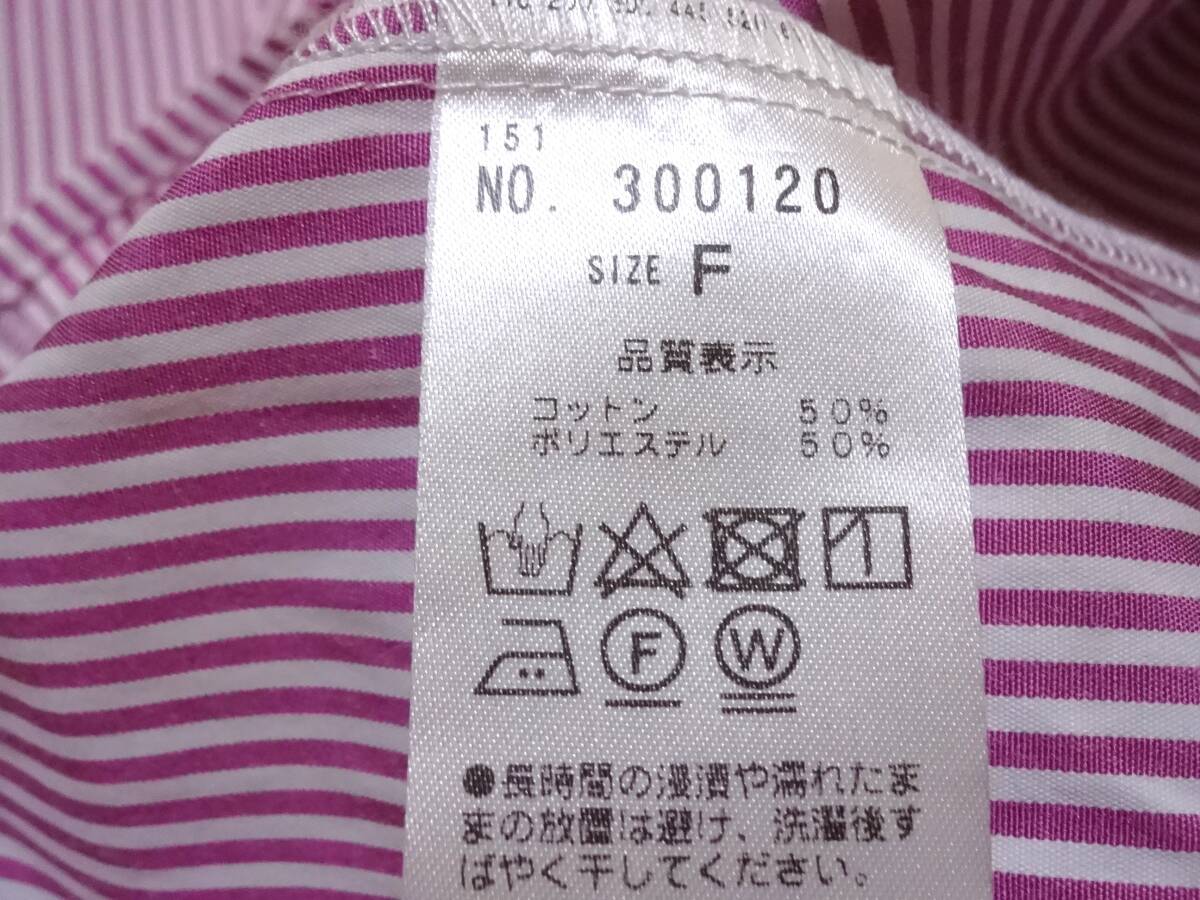 151
NO. 300120
SIZE F
品質表示
コットン 50%
ポリエステル 50%
F
W
●長時間の浸漬や濡れたま
まの放置は避け、洗濯後す
ばやく干してください。